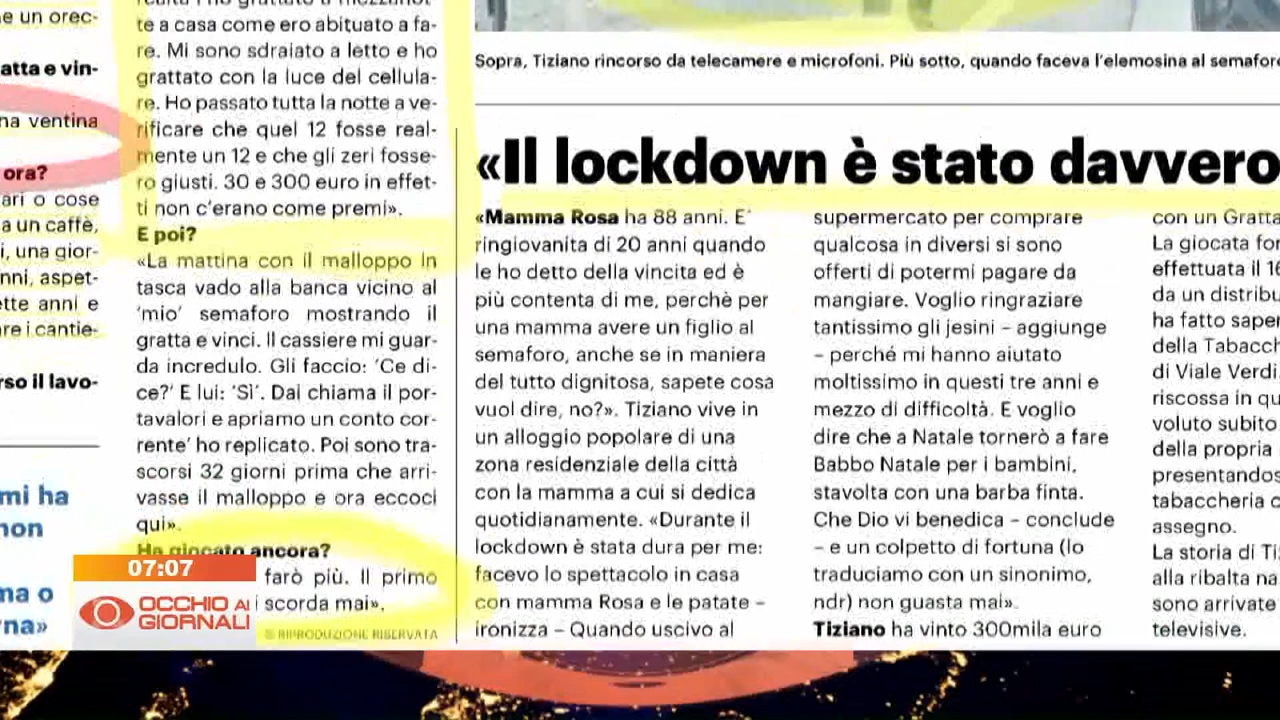 e un orec-
atta e vin-
na ventina
ora?
ari o cose
a un caffè,
i, una gior-
nni, aspet-
ette anni e
are i cantie-
rso il lavo-
mi ha
non
ma o
rna»
te a casa come ero abituato a fa-
re. Mi sono sdraiato a letto e ho
grattato con la luce del cellula-
re. Ho passato tutta la notte a ve-
rificare che quel 12 fosse real-
mente un 12 e che gli zeri fosse-
ro giusti. 30 e 300 euro in effet-
ti non c'erano come premi».
E poi?
«La mattina con il malloppo in
tasca vado alla banca vicino al
'mio' semaforo mostrando il
gratta e vinci. Il cassiere mi guar-
da incredulo. Gli faccio: 'Ce di-
ce?' E lui: 'Sì'. Dai chiama il por-
tavalori e apriamo un conto cor-
rente' ho replicato. Poi sono tra-
scorsi 32 giorni prima che arri-
vasse il malloppo e ora eccoci
qui».
Ha giocato ancora?
farò più. Il primo
i scorda mai».
© RIPRODUZIONE RISERVATA
Sopra, Tiziano rincorso da telecamere e microfoni. Più sotto, quando faceva l'elemosina al semafore
«Il lockdown è stato davvero
«Mamma Rosa ha 88 anni. E'
ringiovanita di 20 anni quando
le ho detto della vincita ed è
più contenta di me, perchè per
una mamma avere un figlio al
semaforo, anche se in maniera
del tutto dignitosa, sapete cosa
vuol dire, no?». Tiziano vive in
un alloggio popolare di una
zona residenziale della città
con la mamma a cui si dedica
quotidianamente. «Durante il
lockdown è stata dura per me:
facevo lo spettacolo in casa
con mamma Rosa e le patate –
ironizza – Quando uscivo al
supermercato per comprare
qualcosa in diversi si sono
offerti di potermi pagare da
mangiare. Voglio ringraziare
tantissimo gli jesini – aggiunge
– perché mi hanno aiutato
moltissimo in questi tre anni e
mezzo di difficoltà. E voglio
dire che a Natale tornerò a fare
Babbo Natale per i bambini,
stavolta con una barba finta.
Che Dio vi benedica – conclude
– e un colpetto di fortuna (lo
traduciamo con un sinonimo,
ndr) non guasta mai».
Tiziano ha vinto 300mila euro
con un Gratta
La giocata for
effettuata il 16
da un distribu
ha fatto saper
della Tabacch
di Viale Verdi.
riscossa in qu
voluto subito
della propria
presentandos
tabaccheria c
assegno.
La storia di Ti
alla ribalta na
sono arrivate
televisive.
07:07
OCCHIO AI
GIORNALI